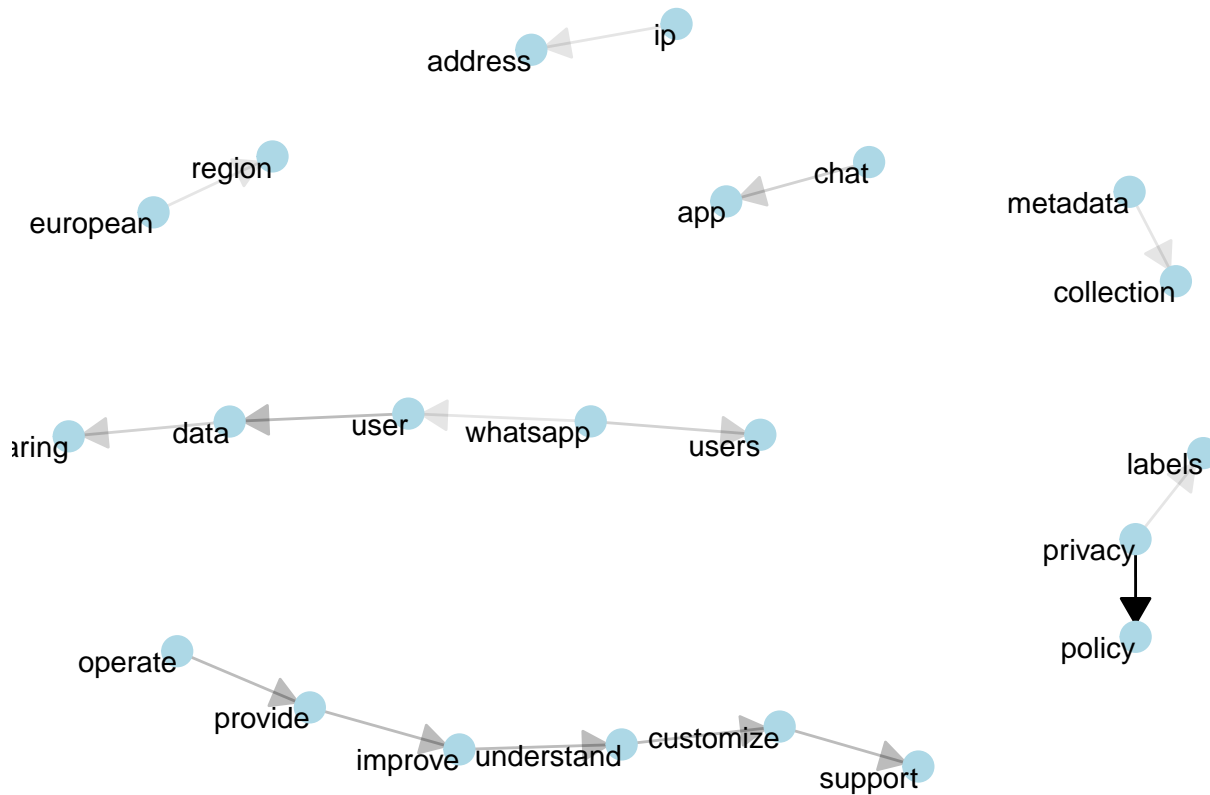 ip
address
region
chat
european
app
metadata
collection
aring
data
user
whatsapp
users
labels
privacy
operate
policy
provide
improve
understand
customize
support